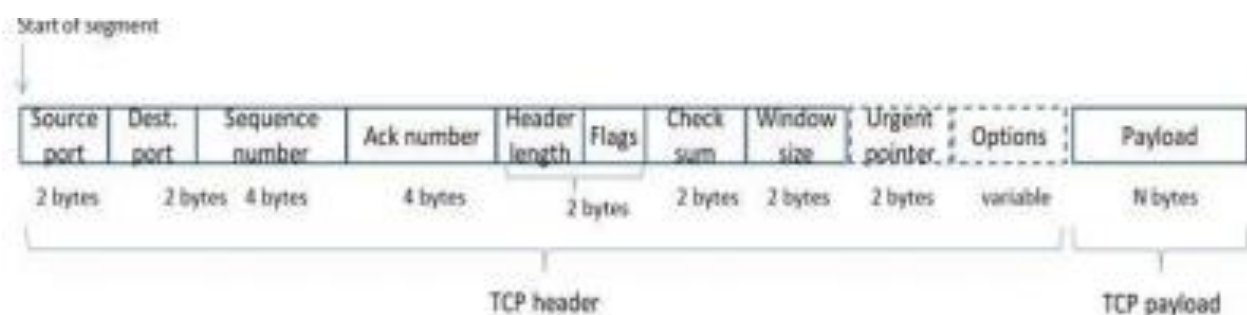 Start of segment
Source Dest. Sequence Ack number Header Flags Check Window Urgent Options Payload
port port number length sum size pointer
2 bytes 2 bytes 4 bytes 4 bytes 2 bytes 2 bytes 2 bytes 2 bytes variable N bytes
TCP header TCP payload